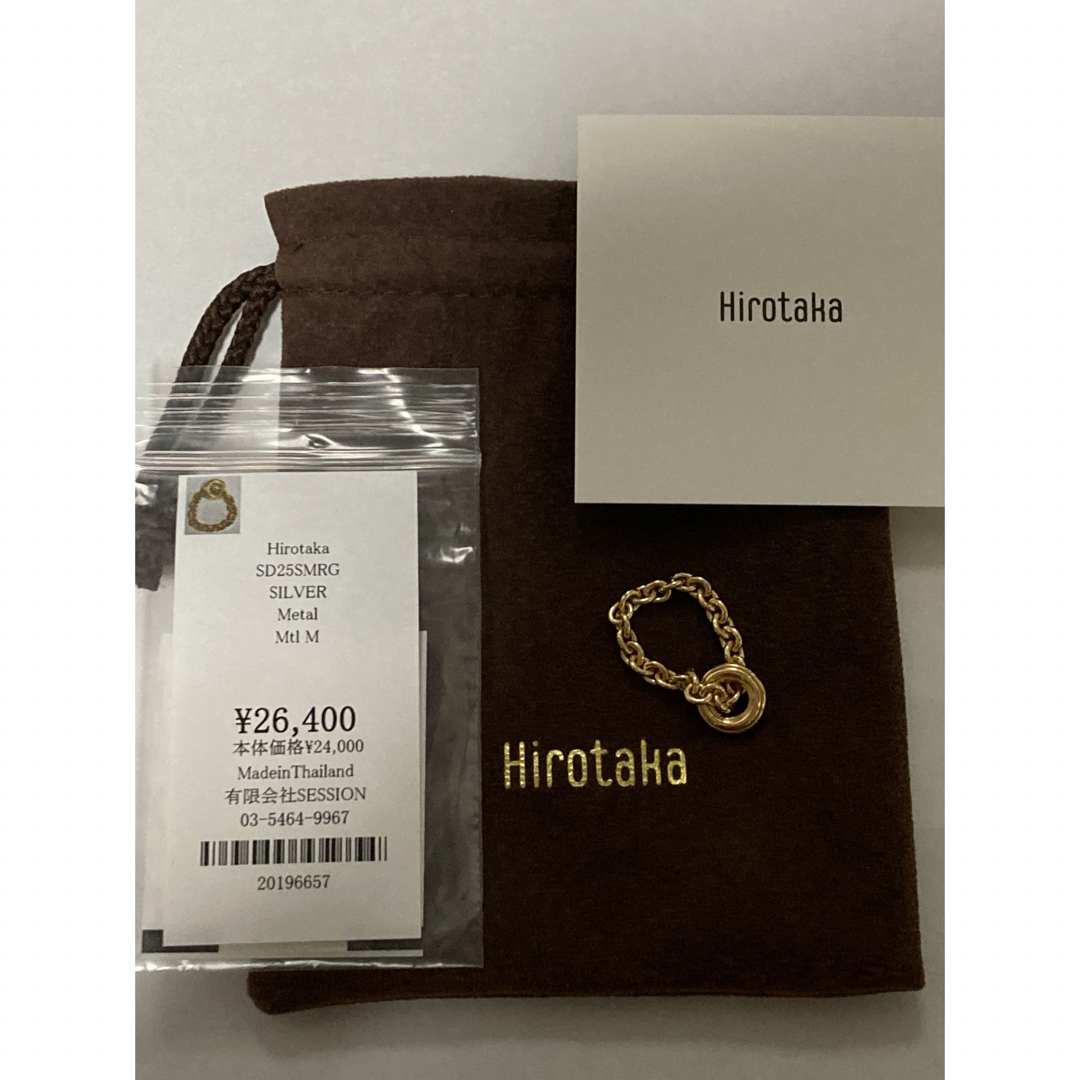 Hirotaka
Hirotaka
SD25SMRG
SILVER
Metal
Mtl M
¥26,400
本体価格¥24,000
MadeinThailand
有限会社SESSION
03-5464-9967
20196657
Hirotaka